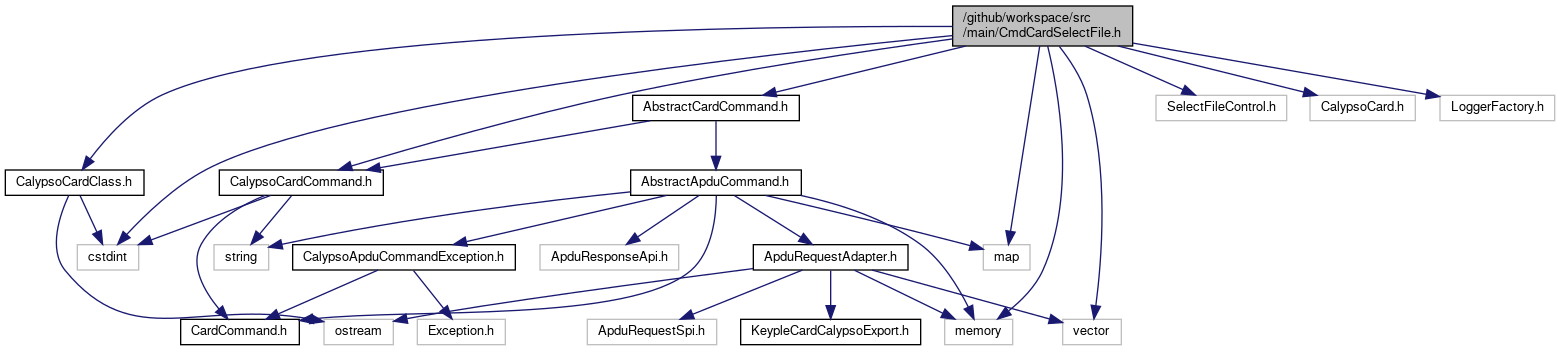 /github/workspace/src
/main/CmdCardSelectFile.h
AbstractCardCommand.h
SelectFileControl.h
CalypsoCard.h
LoggerFactory.h
CalypsoCardClass.h
CalypsoCardCommand.h
AbstractApduCommand.h
cstdint
string
CalypsoApduCommandException.h
ApduResponseApi.h
ApduRequestAdapter.h
map
CardCommand.h
ostream
Exception.h
ApduRequestSpi.h
KeypleCardCalypsoExport.h
memory
vector